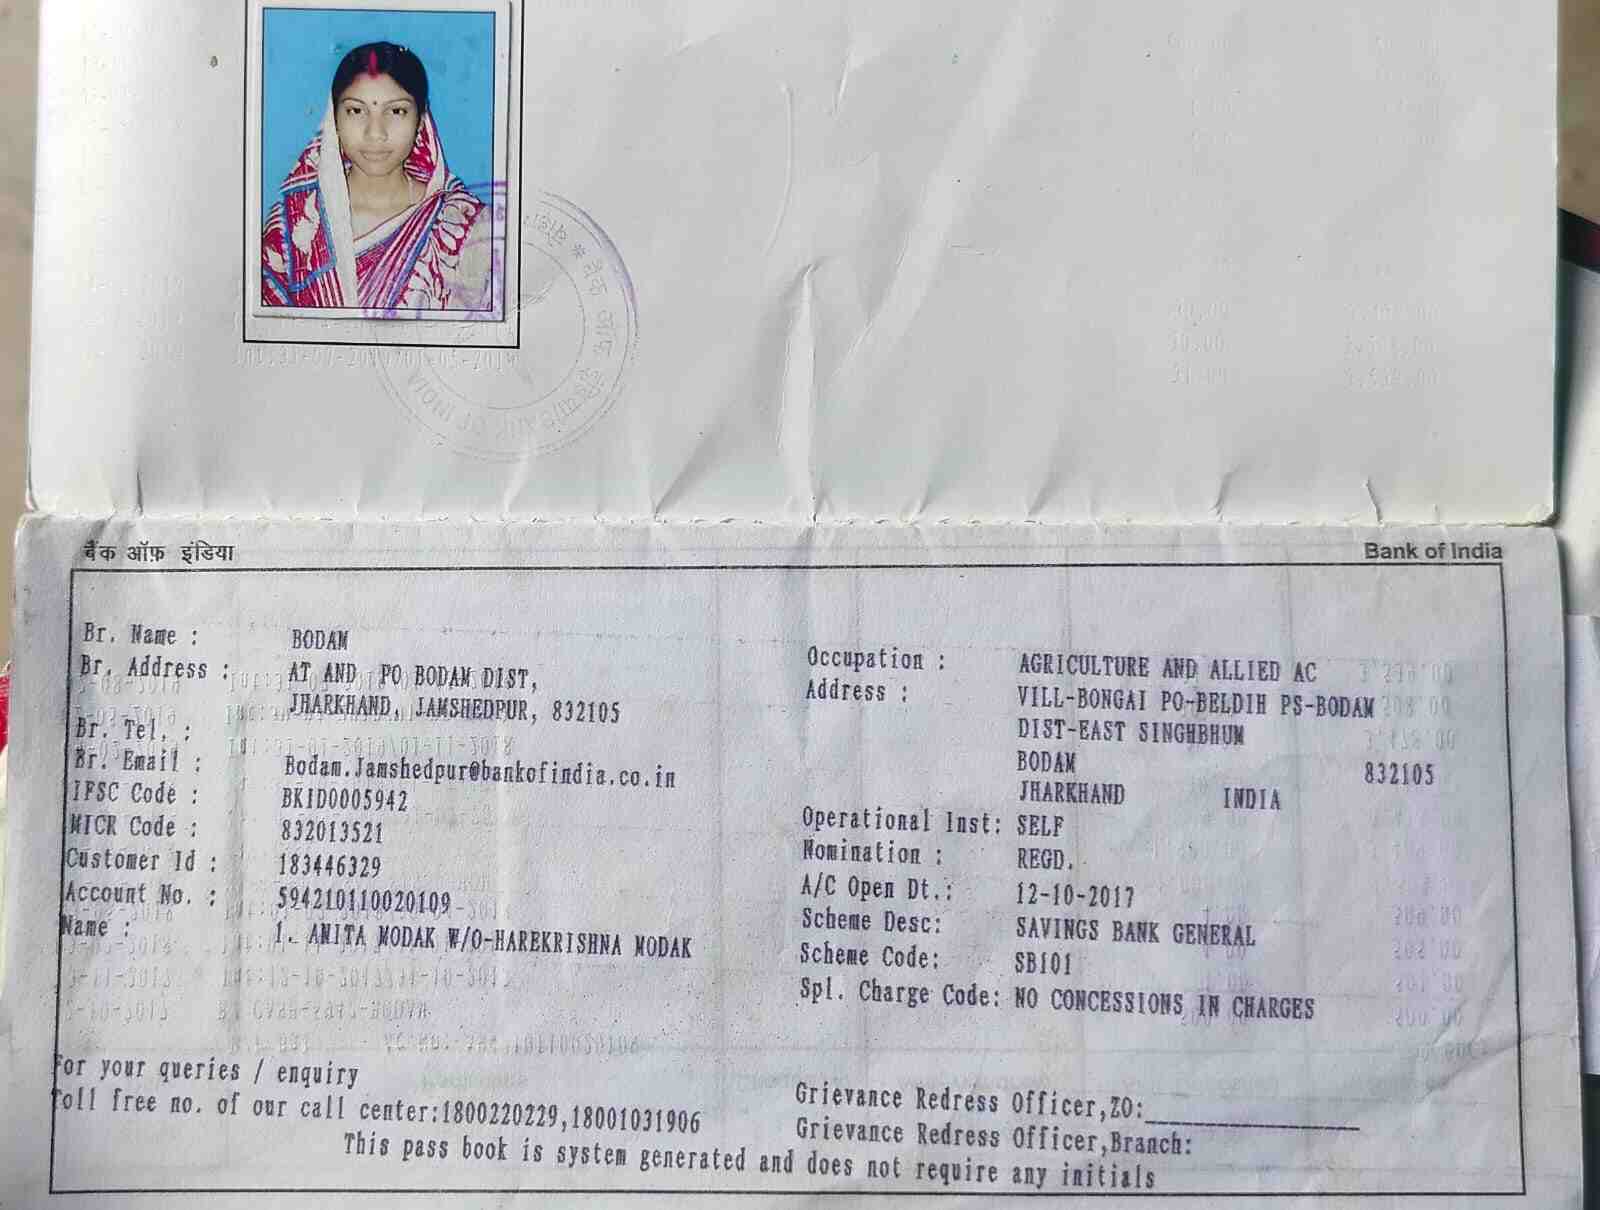 बैंक ऑफ़ इंडिया
Bank of India
Br. Name : BODAM
Br. Address : AT AND PO BODAM DIST,
JHARKHAND, JAMSHEDPUR, 832105
Br. Tel. :
Br. Email : Bodam.Jamshedpur@bankofindia.co.in
IFSC Code : BKID0005942
MICR Code : 832013521
Customer Id : 183446329
Account No. : 594210110020109
Name : 1. ANITA MODAK W/O-HAREKRISHNA MODAK
Occupation : AGRICULTURE AND ALLIED AC
Address : VILL-BONGAI PO-BELDIH PS-BODAM
DIST-EAST SINGHBHUM
BODAM 832105
JHARKHAND INDIA
Operational Inst: SELF
Nomination : REGD.
A/C Open Dt.: 12-10-2017
Scheme Desc: SAVINGS BANK GENERAL
Scheme Code: SB101
Spl. Charge Code: NO CONCESSIONS IN CHARGES
For your queries / enquiry
Toll free no. of our call center:1800220229,18001031906
Grievance Redress Officer,ZO:
Grievance Redress Officer,Branch:
This pass book is system generated and does not require any initials
बैंक ऑफ इंडिया/BANK OF INDIA